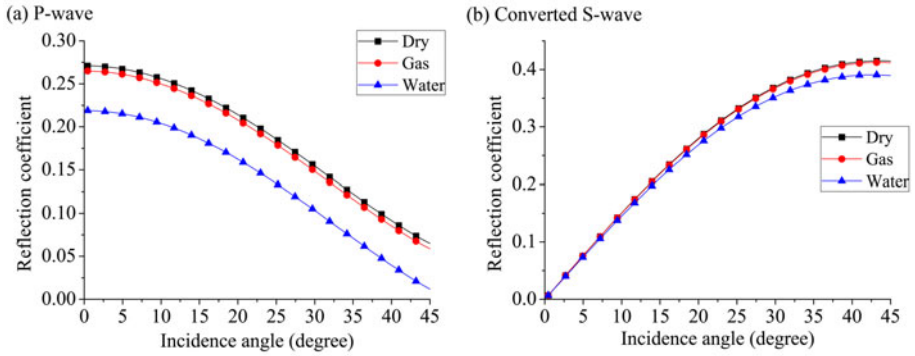 (a) P-wave
0.30
0.25
0.20
0.15
0.10
0.05
0.00
Reflection coefficient
Dry
Gas
Water
0 5 10 15 20 25 30 35 40 45
Incidence angle (degree)
(b) Converted S-wave
0.4
0.3
0.2
0.1
0.0
Reflection coefficient
Dry
Gas
Water
0 5 10 15 20 25 30 35 40 45
Incidence angle (degree)